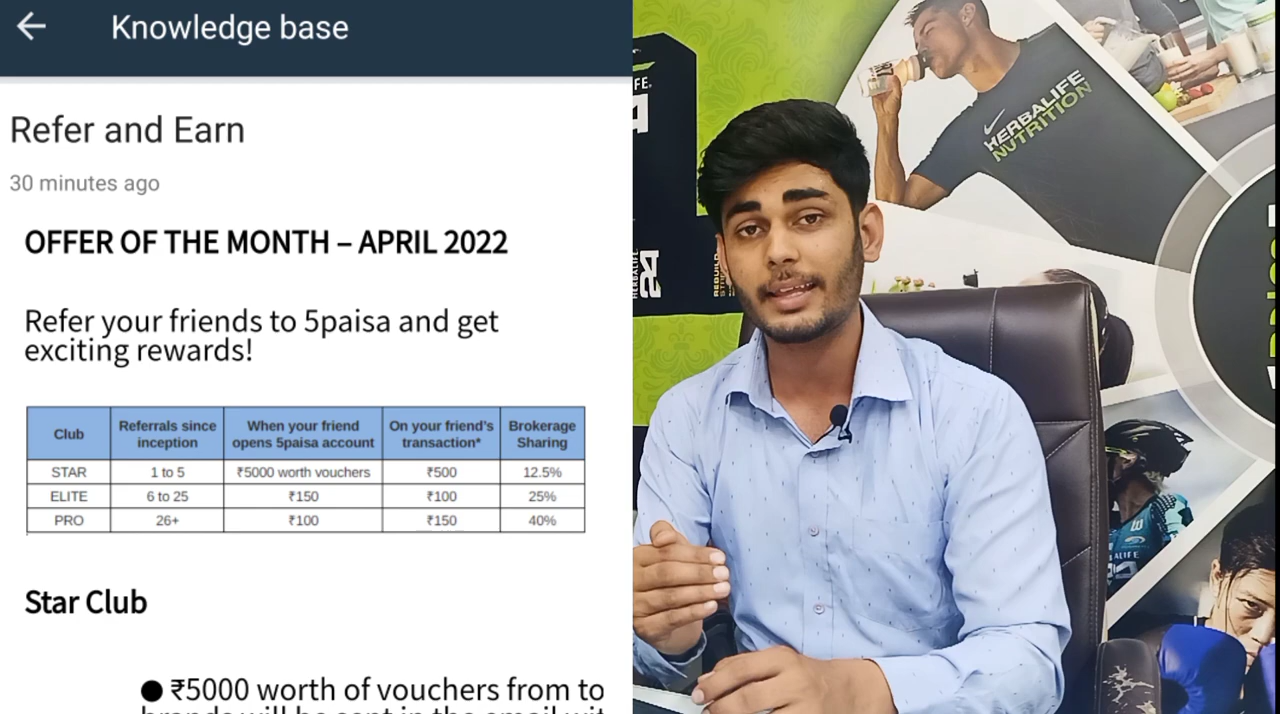 Knowledge base
Refer and Earn
30 minutes ago
OFFER OF THE MONTH – APRIL 2022
Refer your friends to 5paisa and get
exciting rewards!
Club Referrals since inception When your friend opens 5paisa account On your friend's transaction* Brokerage Sharing
STAR 1 to 5 ₹5000 worth vouchers ₹500 12.5%
ELITE 6 to 25 ₹150 ₹100 25%
PRO 26+ ₹100 ₹150 40%
Star Club
● ₹5000 worth of vouchers from to
HERBALIFE
NUTRITION
HERBALIFE